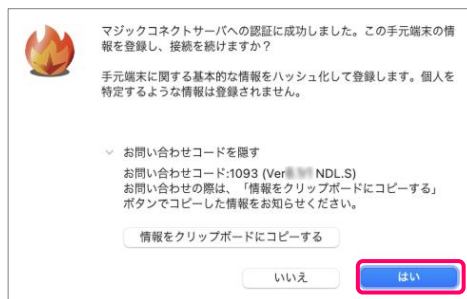 マジックコネクトサーバへの認証に成功しました。この手元端末の情
報を登録し、接続を続けますか？
手元端末に関する基本的な情報をハッシュ化して登録します。個人を
特定するような情報は登録されません。
お問い合わせコードを隠す
お問い合わせコード:1093 (Ver NDL.S)
お問い合わせの際は、「情報をクリップボードにコピーする」
ボタンでコピーした情報をお知らせください。
情報をクリップボードにコピーする
いいえ
はい